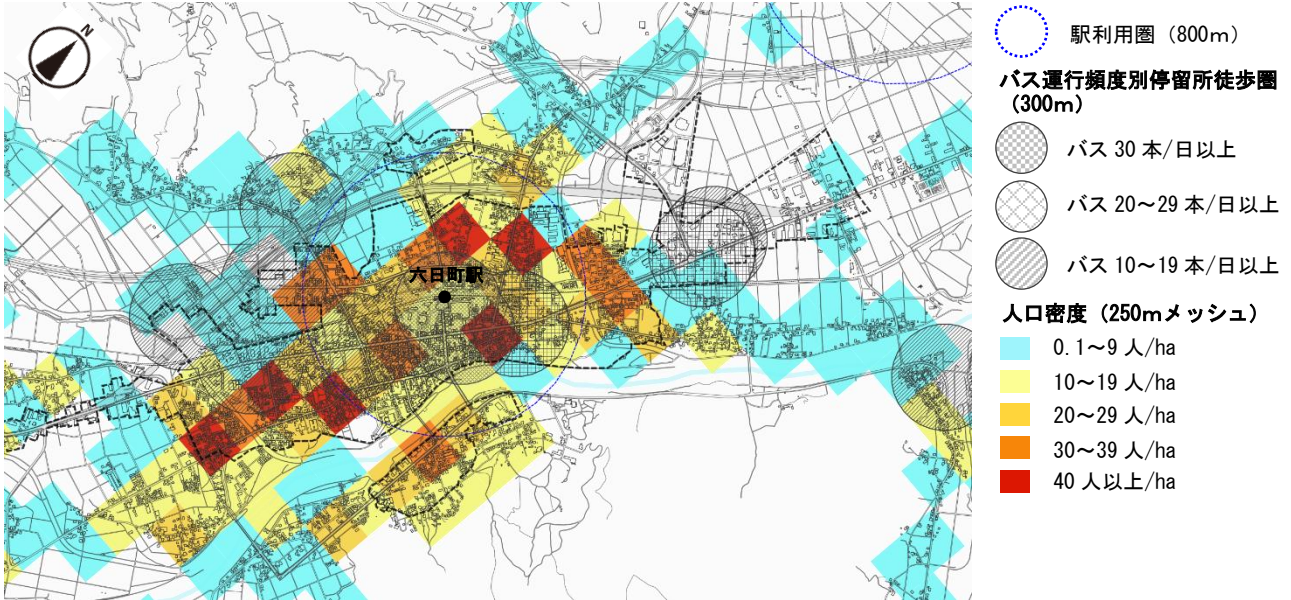 N
六日町駅
駅利用圏（800m）
バス運行頻度別停留所徒歩圏
（300m）
バス 30 本/日以上
バス 20～29 本/日以上
バス 10～19 本/日以上
人口密度（250mメッシュ）
0.1～9 人/ha
10～19 人/ha
20～29 人/ha
30～39 人/ha
40 人以上/ha